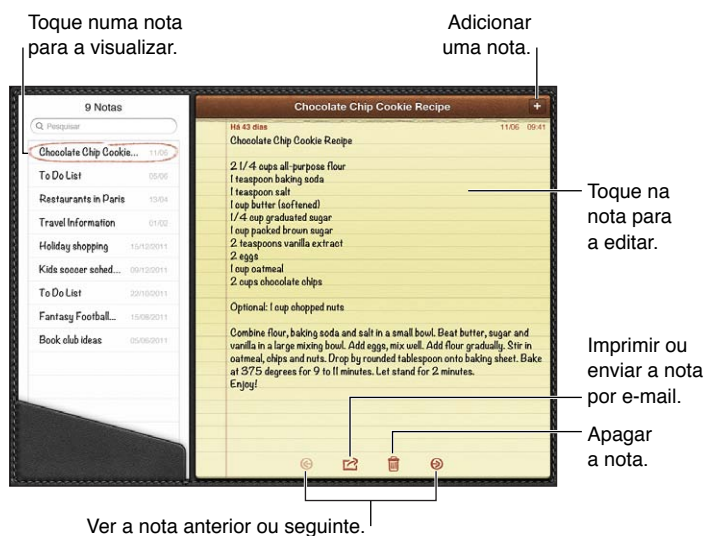 Toque numa nota
para a visualizar.
Adicionar
uma nota.
9 Notas
Pesquisar
Chocolate Chip Cookie... 11/06
To Do List 05/06
Restaurants in Paris 13/04
Travel Information 01/02
Holiday shopping 15/12/2011
Kids soccer sched... 09/12/2011
To Do List 22/10/2011
Fantasy Football... 15/08/2011
Book club ideas 05/06/2011
Chocolate Chip Cookie Recipe
+
Há 43 dias 11/06 09:41
Chocolate Chip Cookie Recipe
2 1/4 cups all-purpose flour
1 teaspoon baking soda
1 teaspoon salt
1 cup butter (softened)
1/4 cup graduated sugar
1 cup packed brown sugar
2 teaspoons vanilla extract
2 eggs
1 cup oatmeal
2 cups chocolate chips
Optional: 1 cup chopped nuts
Combine flour, baking soda and salt in a small bowl. Beat butter, sugar and
vanilla in a large mixing bowl. Add eggs, mix well. Add flour gradually. Stir in
oatmeal, chips and nuts. Drop by rounded tablespoon onto baking sheet. Bake
at 375 degrees for 9 to 11 minutes. Let stand for 2 minutes.
Enjoy!
Toque na
nota para
a editar.
Imprimir ou
enviar a nota
por e-mail.
Apagar
a nota.
Ver a nota anterior ou seguinte.